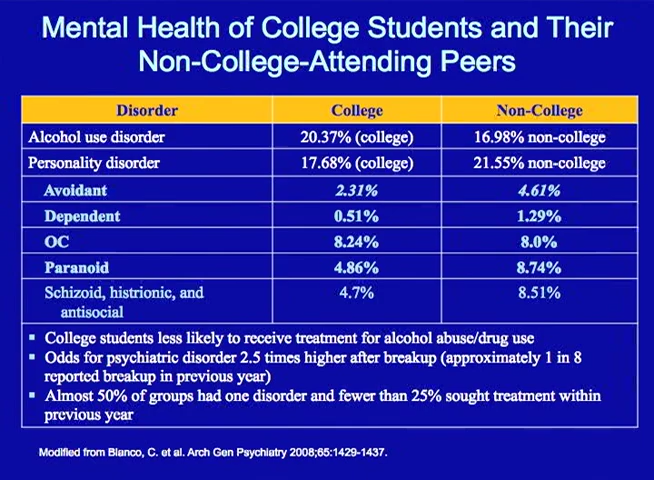 Mental Health of College Students and Their
Non-College-Attending Peers
Disorder College Non-College
Alcohol use disorder 20.37% (college) 16.98% non-college
Personality disorder 17.68% (college) 21.55% non-college
Avoidant 2.31% 4.61%
Dependent 0.51% 1.29%
OC 8.24% 8.0%
Paranoid 4.86% 8.74%
Schizoid, histrionic, and 4.7% 8.51%
antisocial
▪ College students less likely to receive treatment for alcohol abuse/drug use
▪ Odds for psychiatric disorder 2.5 times higher after breakup (approximately 1 in 8
reported breakup in previous year)
▪ Almost 50% of groups had one disorder and fewer than 25% sought treatment within
previous year
Modified from Blanco, C. et al. Arch Gen Psychiatry 2008;65:1429-1437.